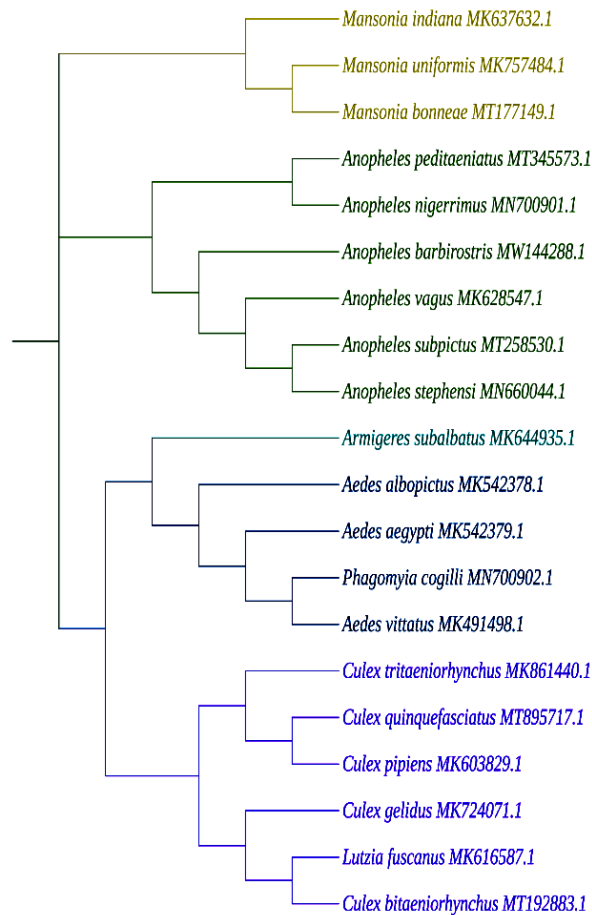 Mansonia indiana MK637632.1
Mansonia uniformis MK757484.1
Mansonia bonneae MT177149.1
Anopheles peditaeniatus MT345573.1
Anopheles nigerrimus MN700901.1
Anopheles barbirostris MW144288.1
Anopheles vagus MK628547.1
Anopheles subpictus MT258530.1
Anopheles stephensi MN660044.1
Armigeres subalbatus MK644935.1
Aedes albopictus MK542378.1
Aedes aegypti MK542379.1
Phagomyia cogilli MN700902.1
Aedes vittatus MK491498.1
Culex tritaeniorhynchus MK861440.1
Culex quinquefasciatus MT895717.1
Culex pipiens MK603829.1
Culex gelidus MK724071.1
Lutzia fuscanus MK616587.1
Culex bitaeniorhynchus MT192883.1